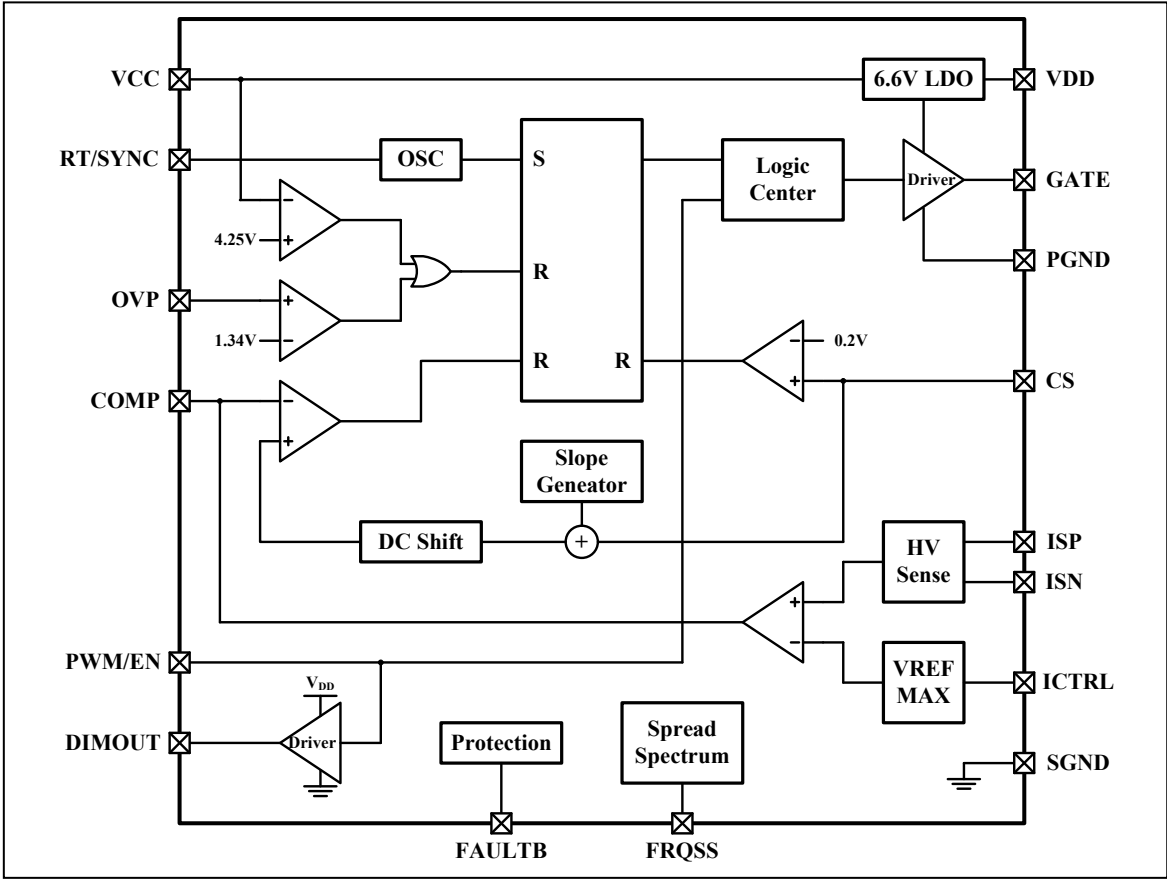 VCC
6.6V LDO
VDD
RT/SYNC
OSC
S
Logic
Center
Driver
GATE
−
4.25V
+
PGND
OVP
+
R
1.34V
−
−
0.2V
R
R
COMP
−
+
CS
+
Slope
Geneator
DC Shift
+
HV
Sense
ISP
ISN
+
−
PWM/EN
VREF
MAX
ICTRL
VDD
DIMOUT
Driver
Protection
Spread
Spectrum
SGND
FAULTB
FRQSS